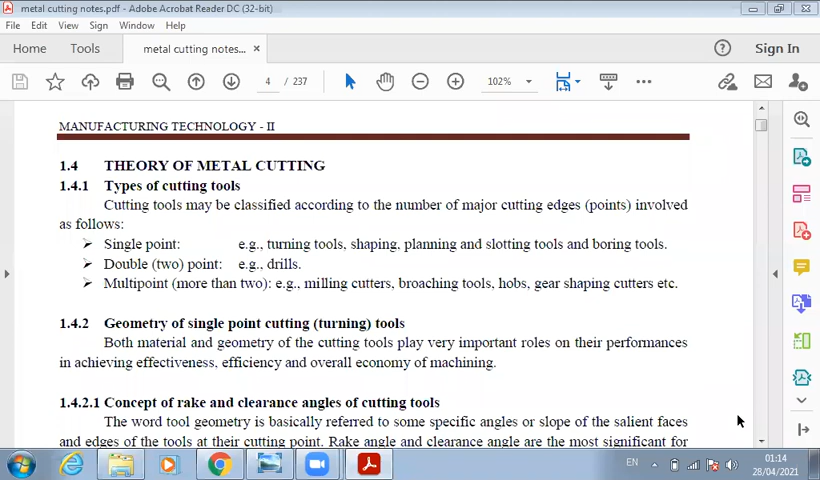 metal cutting notes.pdf - Adobe Acrobat Reader DC (32-bit)
File Edit View Sign Window Help
Home Tools metal cutting notes... × Sign In
4 / 237 102%
MANUFACTURING TECHNOLOGY - II
1.4 THEORY OF METAL CUTTING
1.4.1 Types of cutting tools
Cutting tools may be classified according to the number of major cutting edges (points) involved
as follows:
➢ Single point: e.g., turning tools, shaping, planning and slotting tools and boring tools.
➢ Double (two) point: e.g., drills.
➢ Multipoint (more than two): e.g., milling cutters, broaching tools, hobs, gear shaping cutters etc.
1.4.2 Geometry of single point cutting (turning) tools
Both material and geometry of the cutting tools play very important roles on their performances
in achieving effectiveness, efficiency and overall economy of machining.
1.4.2.1 Concept of rake and clearance angles of cutting tools
The word tool geometry is basically referred to some specific angles or slope of the salient faces
and edges of the tools at their cutting point. Rake angle and clearance angle are the most significant for
EN 01:14
28/04/2021